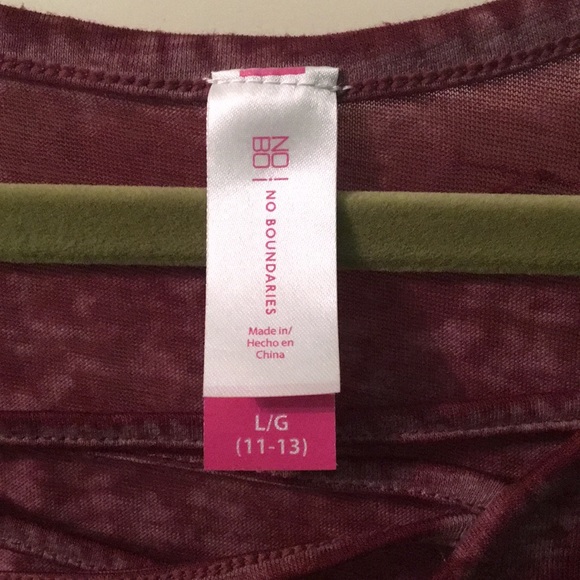 NO
BO
NO BOUNDARIES
Made in/
Hecho en
China
L/G
(11-13)